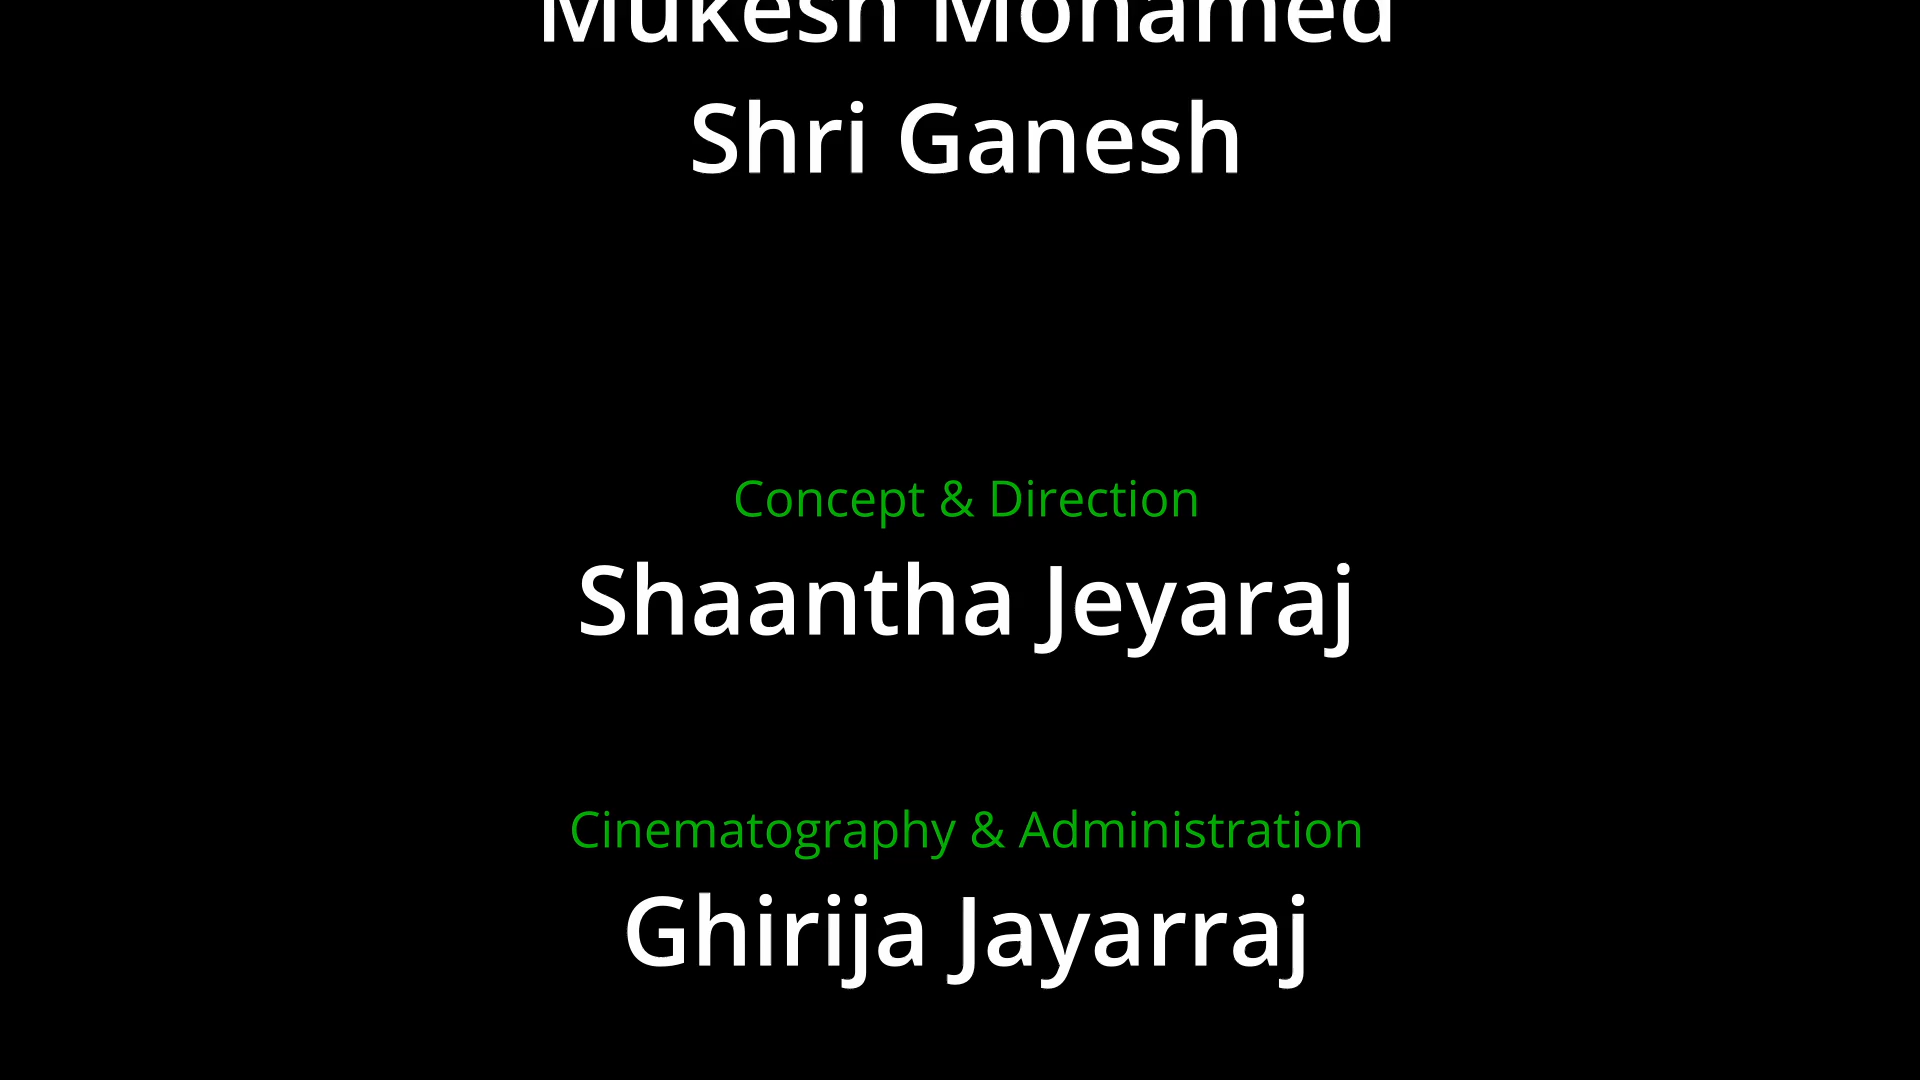 Mukesh Mohamed
Shri Ganesh
Concept & Direction
Shaantha Jeyaraj
Cinematography & Administration
Ghirija Jayarraj